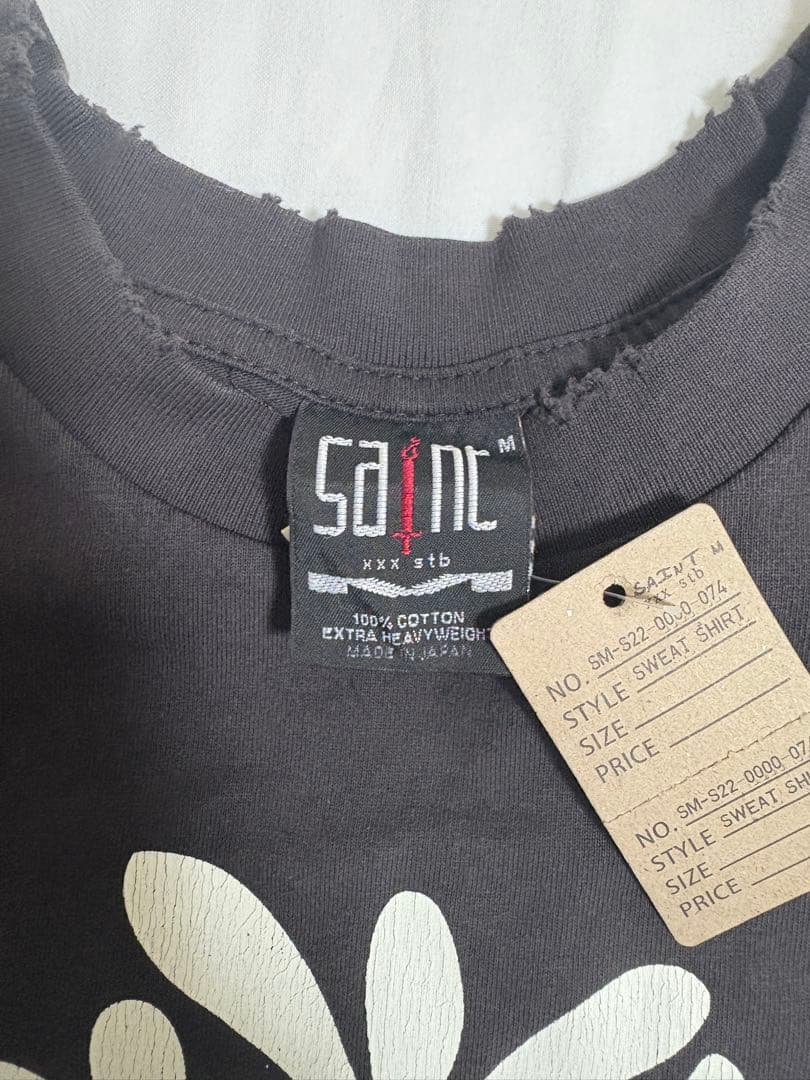 Saint M
xxx stb
100% COTTON
EXTRA HEAVYWEIGHT
MADE IN JAPAN
SAINT M
xxx stb
NO. SM-S22-0000-074
STYLE SWEAT SHIRT
SIZE
PRICE
NO. SM-S22-0000-074
STYLE SWEAT SHI
SIZE
PRICE